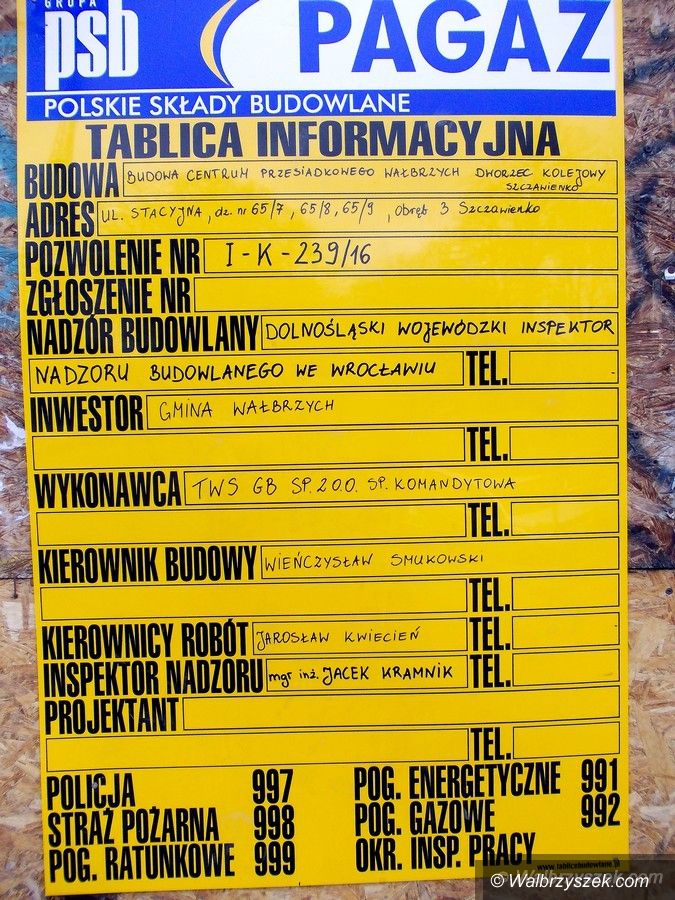 GRUPA
psb
PAGAZ
POLSKIE SKŁADY BUDOWLANE
TABLICA INFORMACYJNA
BUDOWA BUDOWA CENTRUM PRZESIADKOWEGO WAŁBRZYCH DWORZEC KOLEJOWY
SZCZAWIENKO
ADRES UL. STACYJNA, dz. nr 65/7, 65/8, 65/9, Obręb 3 Szczawienko
POZWOLENIE NR I-K-239/16
ZGŁOSZENIE NR
NADZÓR BUDOWLANY DOLNOŚLĄSKI WOJEWÓDZKI INSPEKTOR
NADZORU BUDOWLANEGO WE WROCŁAWIU TEL.
INWESTOR GMINA WAŁBRZYCH
TEL.
WYKONAWCA TWS GB SP. Z O.O. SP. KOMANDYTOWA
TEL.
KIEROWNIK BUDOWY WIEŃCZYSŁAW SMUKOWSKI
TEL.
KIEROWNICY ROBÓT JAROSŁAW KWIECIEŃ TEL.
INSPEKTOR NADZORU mgr inż. JACEK KRAMNIK TEL.
PROJEKTANT
TEL.
POLICJA 997 POG. ENERGETYCZNE 991
STRAŻ POŻARNA 998 POG. GAZOWE 992
POG. RATUNKOWE 999 OKR. INSP. PRACY
www.tablicebudowlane.pl
© Walbrzyszek.com